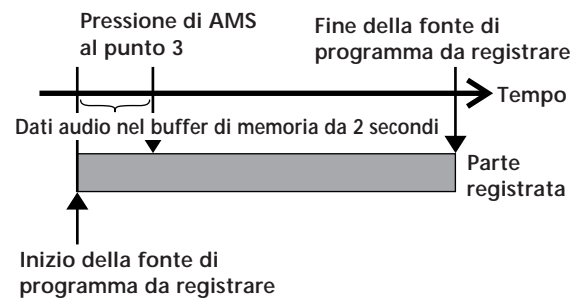 Pressione di AMS
al punto 3
Fine della fonte di
programma da registrare
Tempo
Dati audio nel buffer di memoria da 2 secondi
Parte
registrata
Inizio della fonte di
programma da registrare